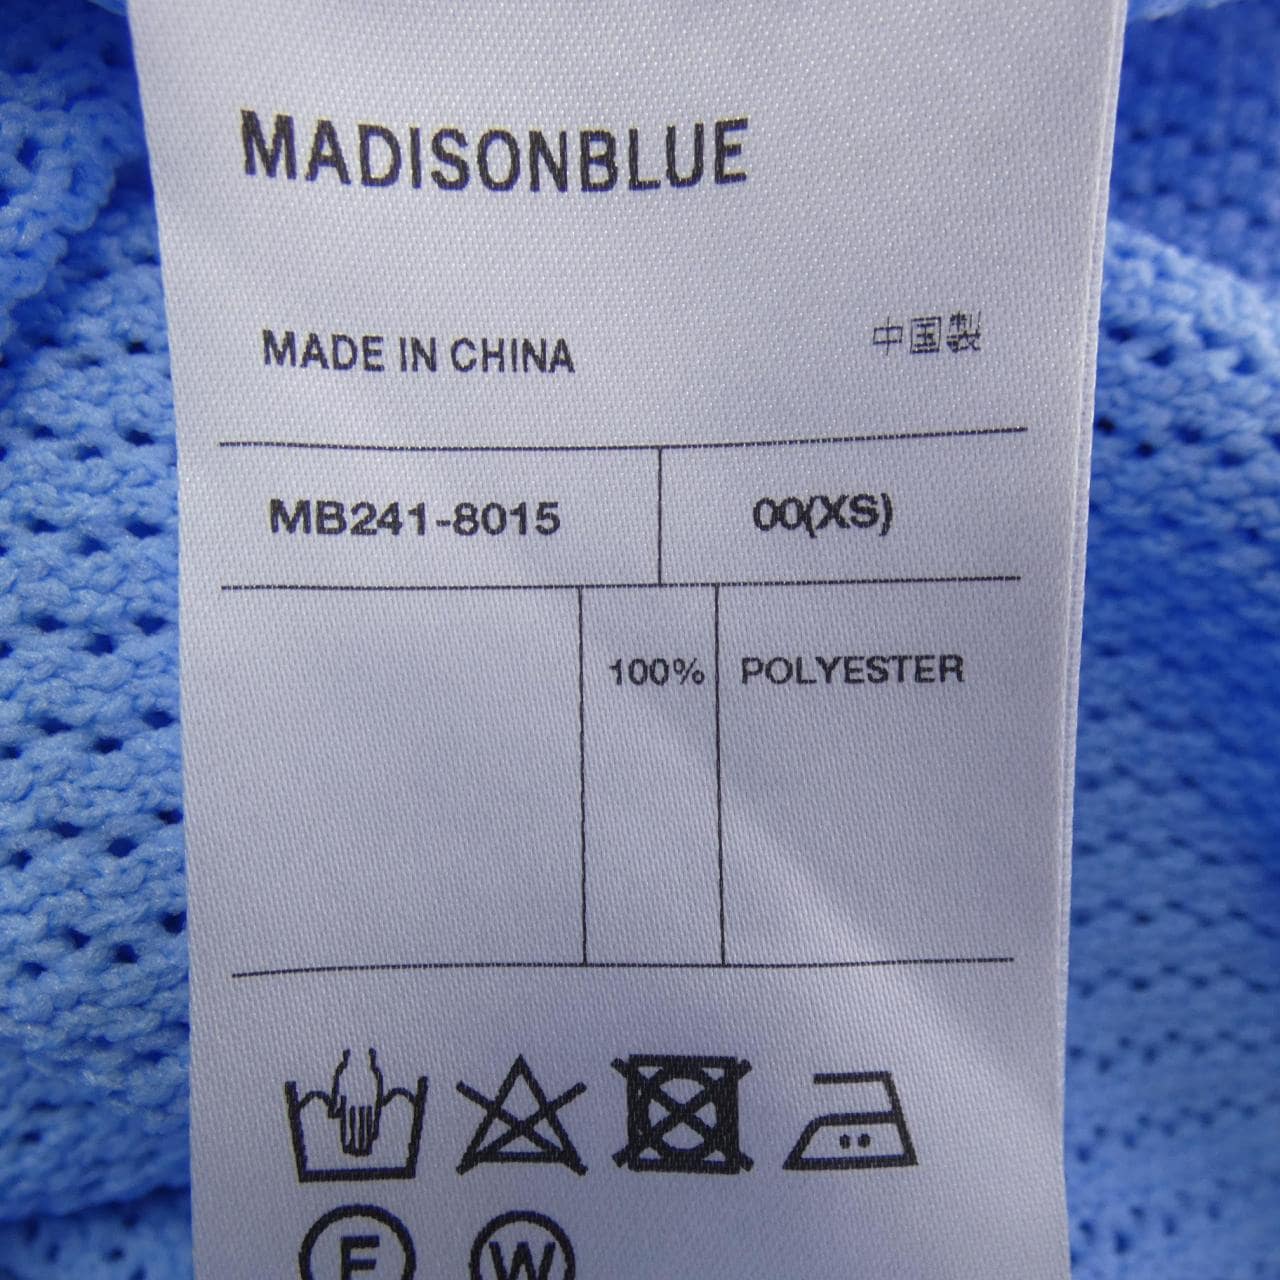 MADISONBLUE
MADE IN CHINA 中国製
MB241-8015 00(XS)
100% POLYESTER
F W